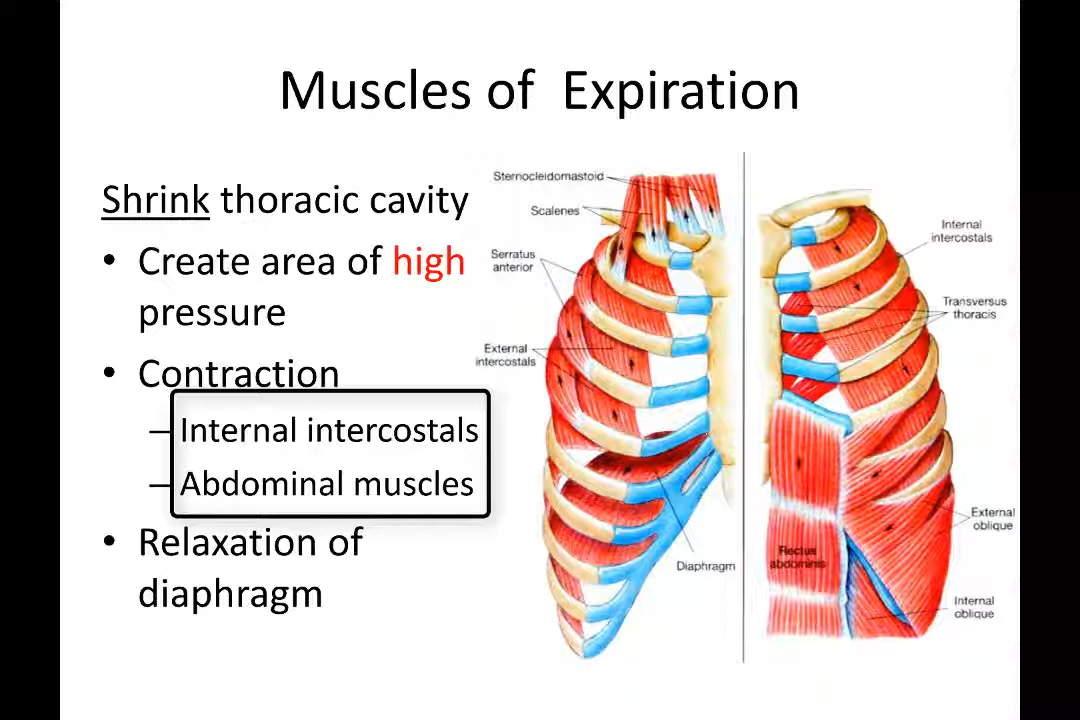 Muscles of Expiration
Shrink thoracic cavity
• Create area of high
pressure
• Contraction
– Internal intercostals
– Abdominal muscles
• Relaxation of
diaphragm
Sternocleidomastoid
Scalenes
Serratus
anterior
External
intercostals
Diaphragm
Internal
intercostals
Transversus
thoracis
External
oblique
Rectus
abdominis
Internal
oblique